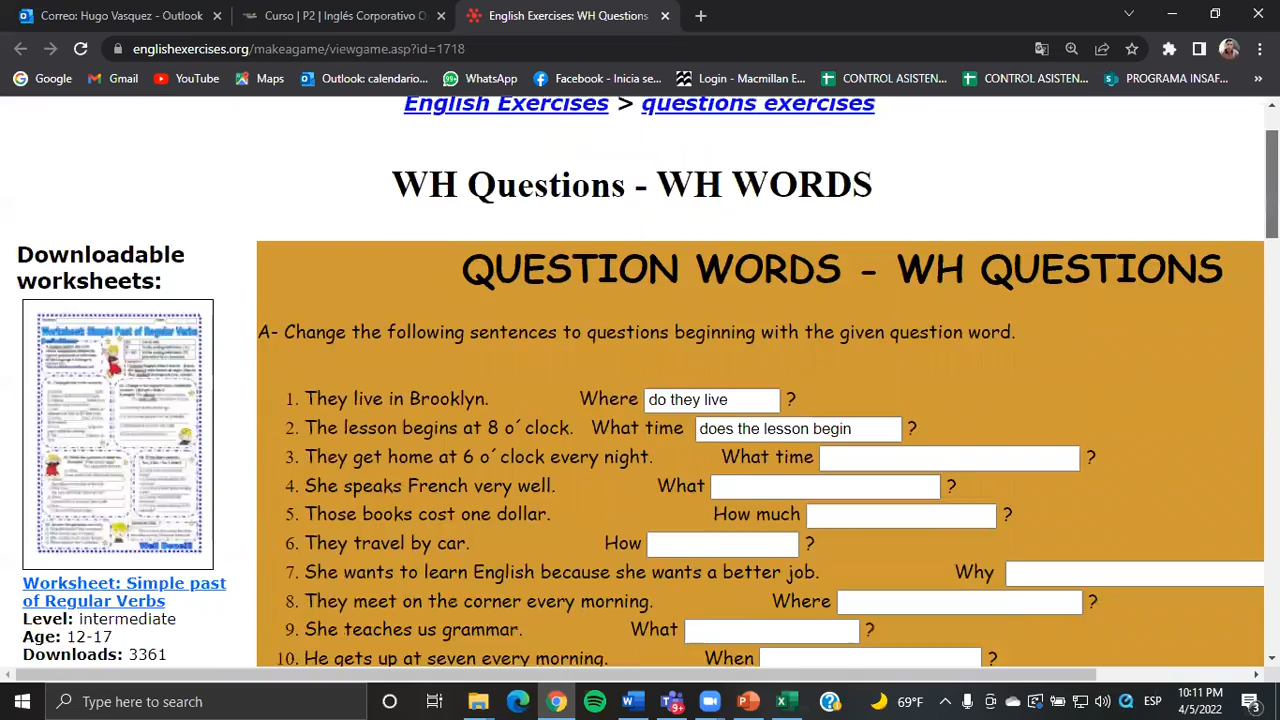 Correo: Hugo Vasquez - Outlook
Curso | P2 | Inglés Corporativo O
English Exercises: WH Questions
englishexercises.org/makeagame/viewgame.asp?id=1718
Google Gmail YouTube Maps Outlook: calendario... WhatsApp Facebook - Inicia se... Login - Macmillan E... CONTROL ASISTEN... CONTROL ASISTEN... PROGRAMA INSAF... »
English Exercises > questions exercises
WH Questions - WH WORDS
Downloadable
worksheets:
Worksheet: Simple Past of Regular Verbs
Well Done!!
Worksheet: Simple past
of Regular Verbs
Level: intermediate
Age: 12-17
Downloads: 3361
QUESTION WORDS - WH QUESTIONS
A- Change the following sentences to questions beginning with the given question word.
1. They live in Brooklyn. Where do they live ?
2. The lesson begins at 8 o´clock. What time does the lesson begin ?
3. They get home at 6 o´clock every night. What time ?
4. She speaks French very well. What ?
5. Those books cost one dollar. How much ?
6. They travel by car. How ?
7. She wants to learn English because she wants a better job. Why
8. They meet on the corner every morning. Where ?
9. She teaches us grammar. What ?
10. He gets up at seven every morning. When ?
Type here to search
69°F ESP
10:11 PM
4/5/2022